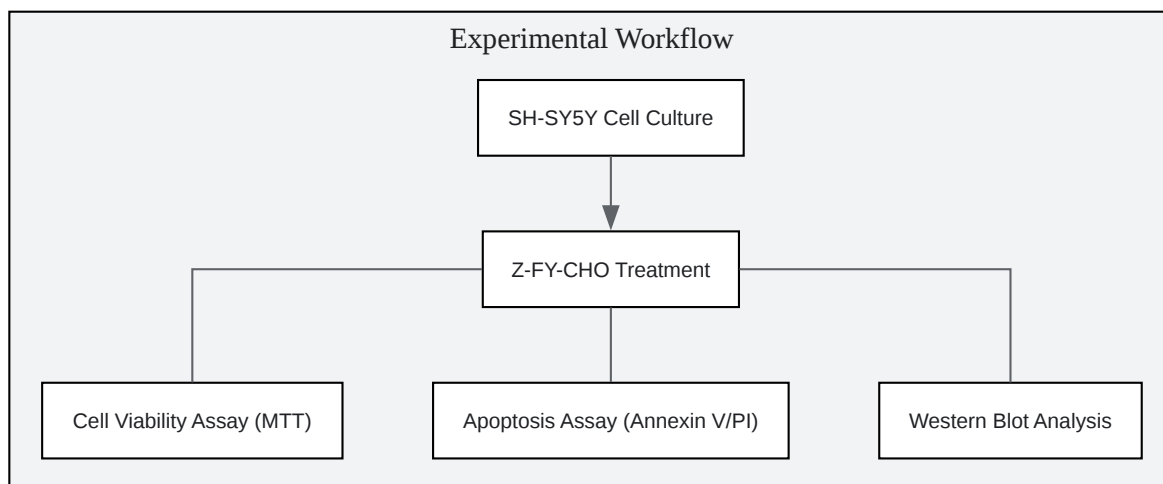 Experimental Workflow
SH-SY5Y Cell Culture
Z-FY-CHO Treatment
Cell Viability Assay (MTT)
Apoptosis Assay (Annexin V/PI)
Western Blot Analysis